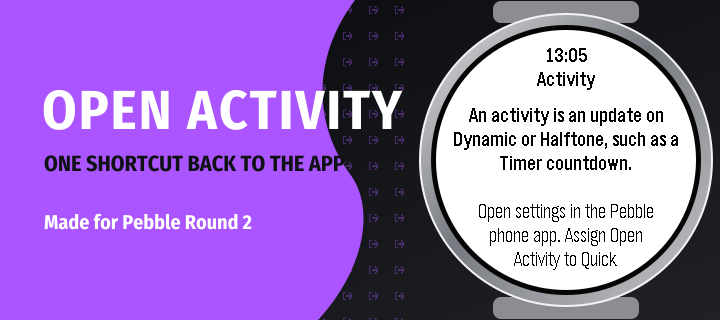 OPEN ACTIVITY
ONE SHORTCUT BACK TO THE APP
Made for Pebble Round 2
13:05
Activity
An activity is an update on
Dynamic or Halftone, such as a
Timer countdown.
Open settings in the Pebble
phone app. Assign Open
Activity to Quick